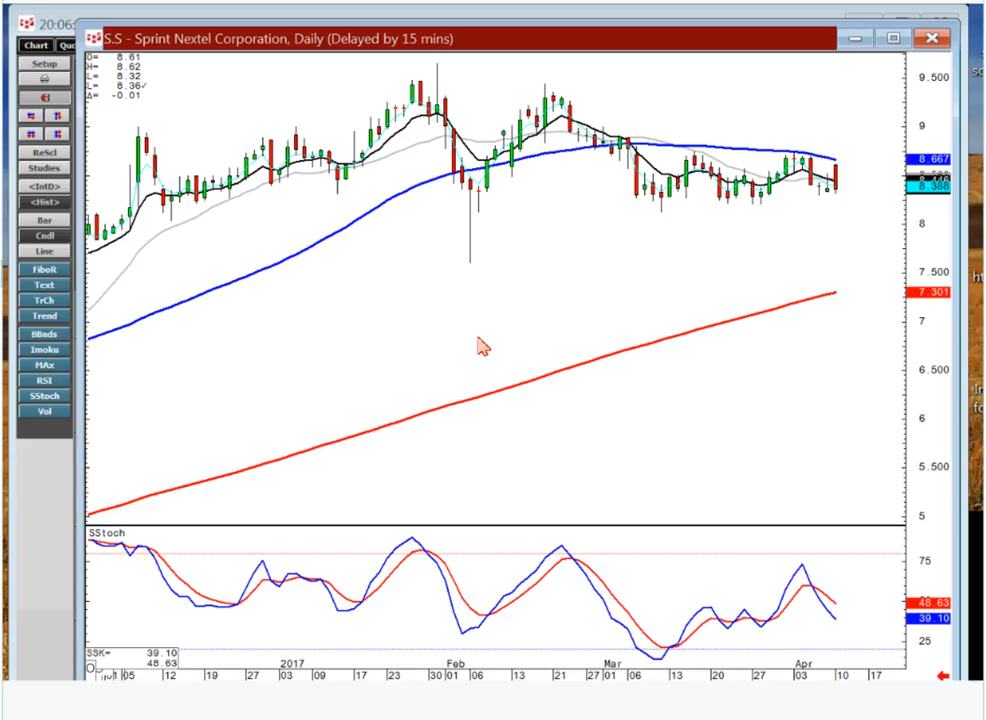 20:06:
S.S - Sprint Nextel Corporation, Daily (Delayed by 15 mins)
Chart
Setup
ReScl
Studies
<IntD>
<Hist>
Bar
Cndl
Line
FiboR
Text
TrCh
Trend
BBnds
Imoku
MAx
RSI
SStoch
Vol
8.61
H= 8.62
L= 8.32
L= 8.36✓
Δ= -0.01
9.500
9
8.667
8.388
8
7.500
7.301
7
6.500
6
5.500
5
SStoch
75
48.63
39.10
25
SSK= 39.10
48.63
2017 Feb Mar Apr
05 12 19 27 03 09 17 23 30 01 06 13 20 27 01 06 13 20 27 03 10 17